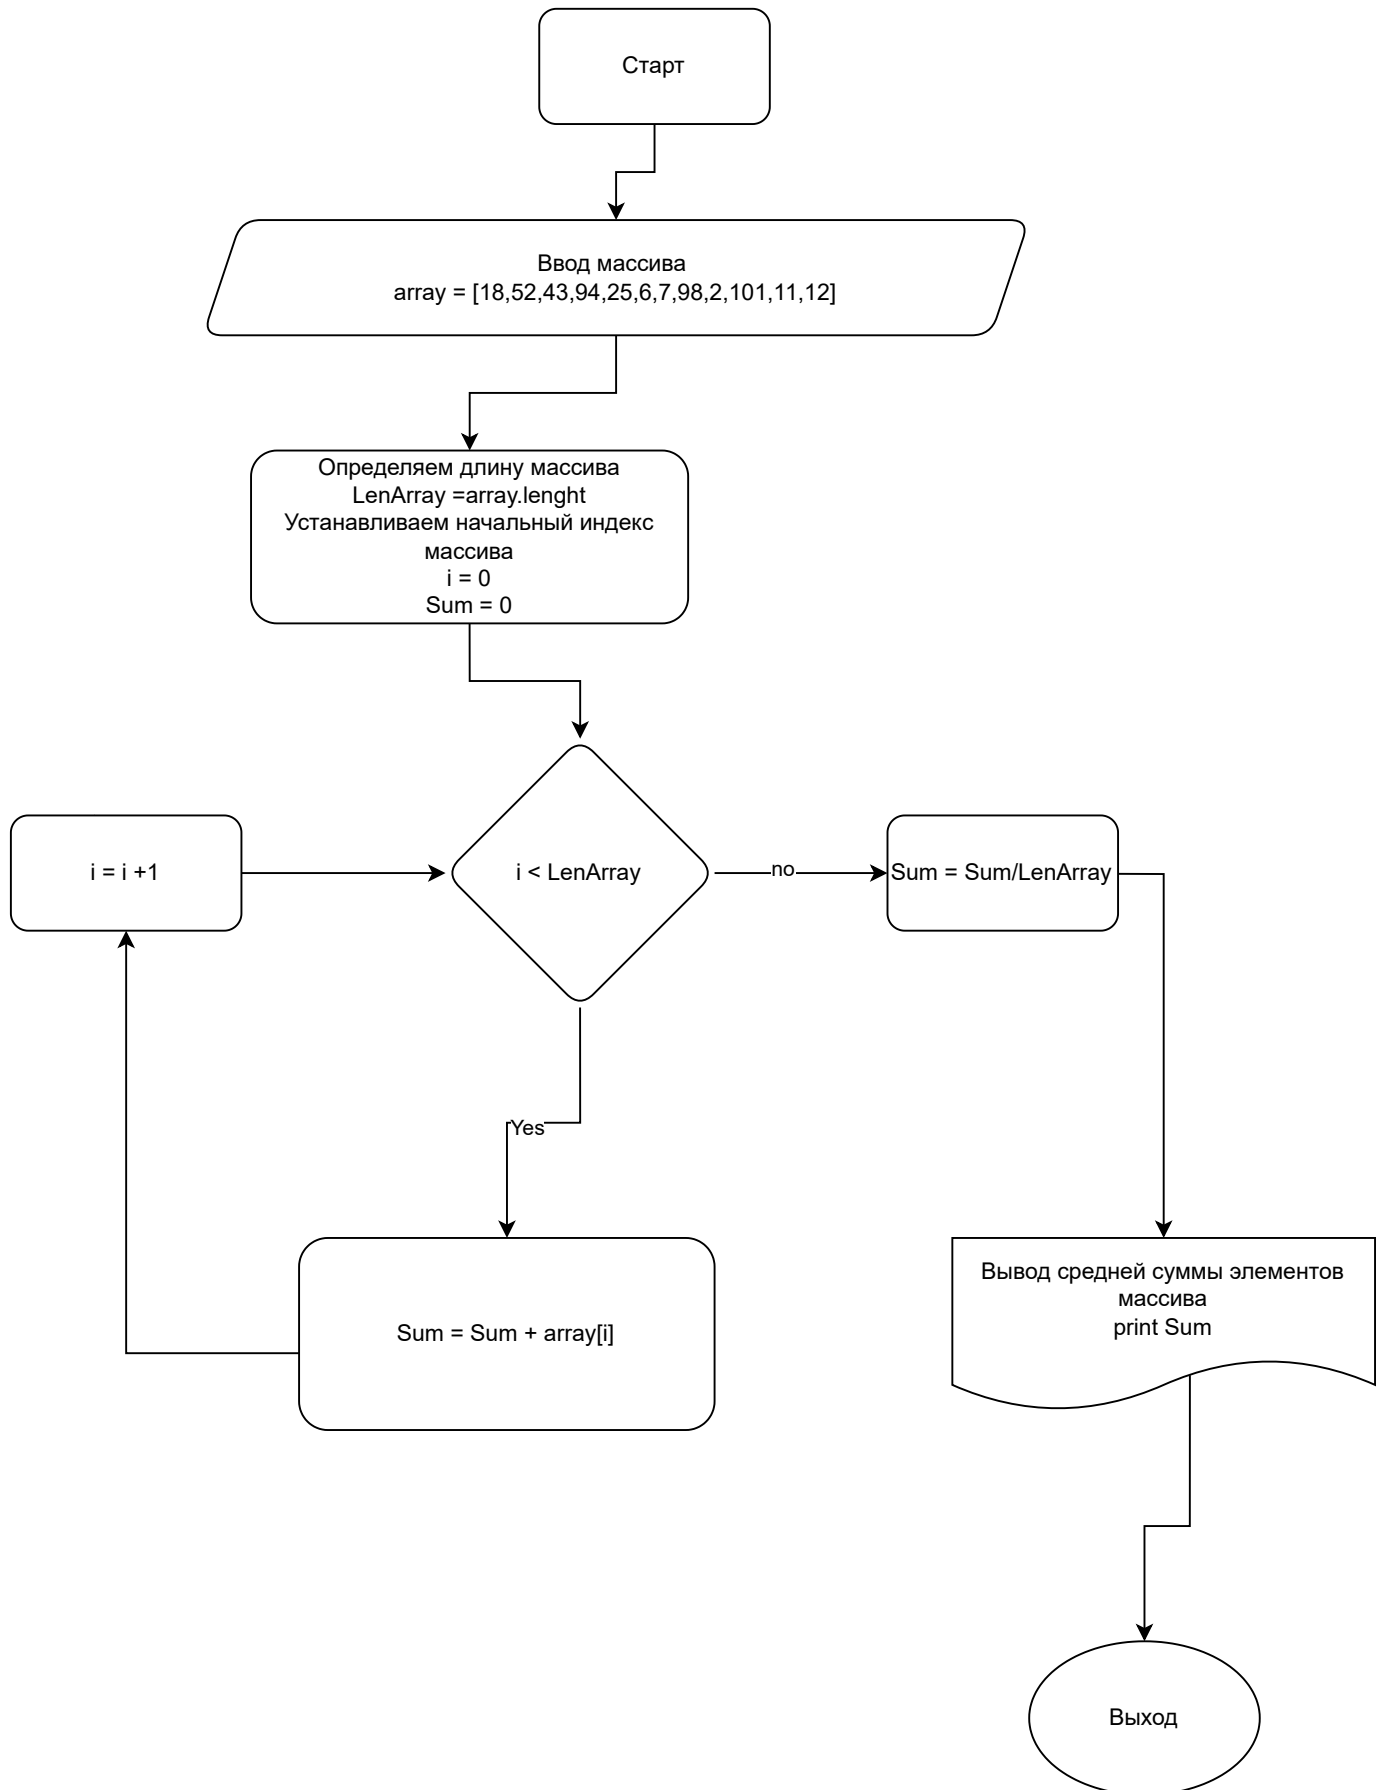 Старт
Ввод массива
array = [18,52,43,94,25,6,7,98,2,101,11,12]
Определяем длину массива
LenArray =array.lenght
Устанавливаем начальный индекс
массива
i = 0
Sum = 0
i = i +1
i < LenArray
no
Sum = Sum/LenArray
Yes
Sum = Sum + array[i]
Вывод средней суммы элементов
массива
print Sum
Выход